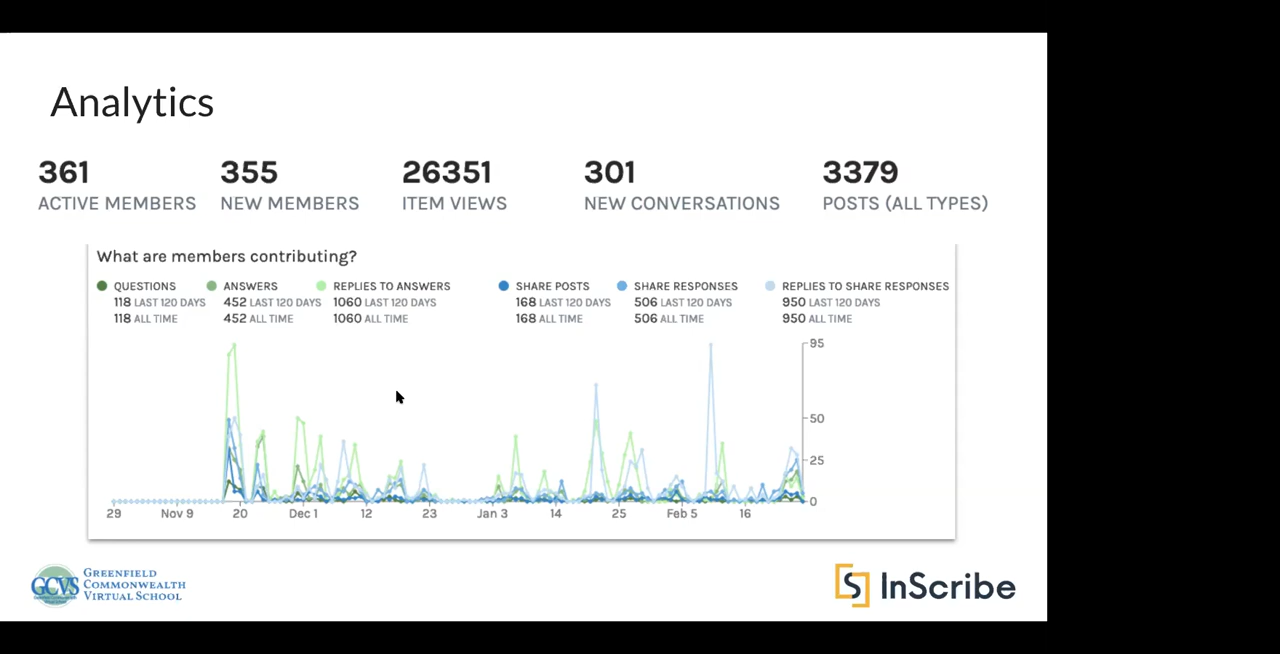 Analytics
361 355 26351 301 3379
ACTIVE MEMBERS NEW MEMBERS ITEM VIEWS NEW CONVERSATIONS POSTS (ALL TYPES)
What are members contributing?
QUESTIONS ANSWERS REPLIES TO ANSWERS SHARE POSTS SHARE RESPONSES REPLIES TO SHARE RESPONSES
118 LAST 120 DAYS 452 LAST 120 DAYS 1060 LAST 120 DAYS 168 LAST 120 DAYS 506 LAST 120 DAYS 950 LAST 120 DAYS
118 ALL TIME 452 ALL TIME 1060 ALL TIME 168 ALL TIME 506 ALL TIME 950 ALL TIME
95
50
25
0
29 Nov 9 20 Dec 1 12 23 Jan 3 14 25 Feb 5 16
GCVS
GREENFIELD
COMMONWEALTH
VIRTUAL SCHOOL
InScribe